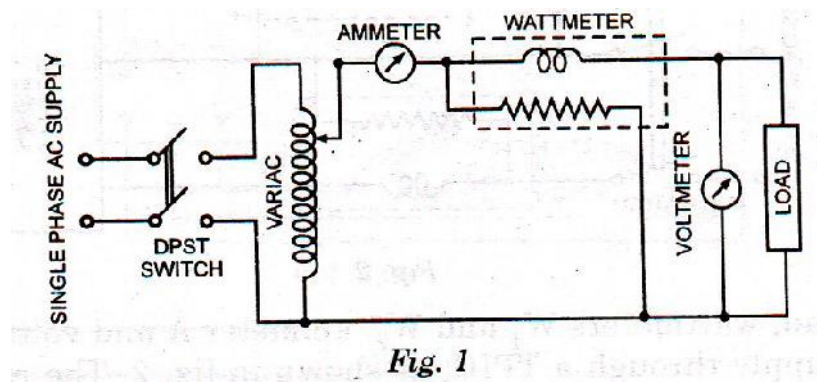 WATTMETER
AMMETER
SINGLE PHASE AC SUPPLY
DPST
SWITCH
VARIAC
VOLTMETER
LOAD
Fig. 1